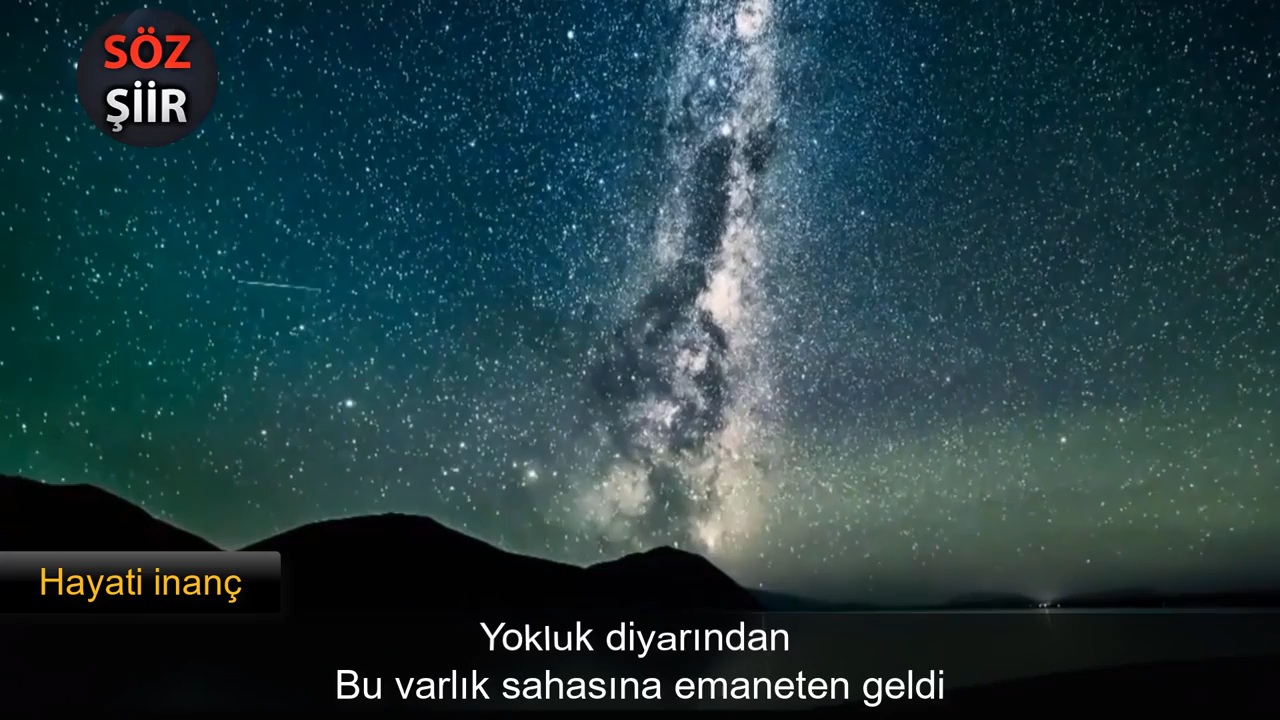 SÖZ
ŞİİR
Hayati inanç
Yokluk diyarından
Bu varlık sahasına emaneten geldi